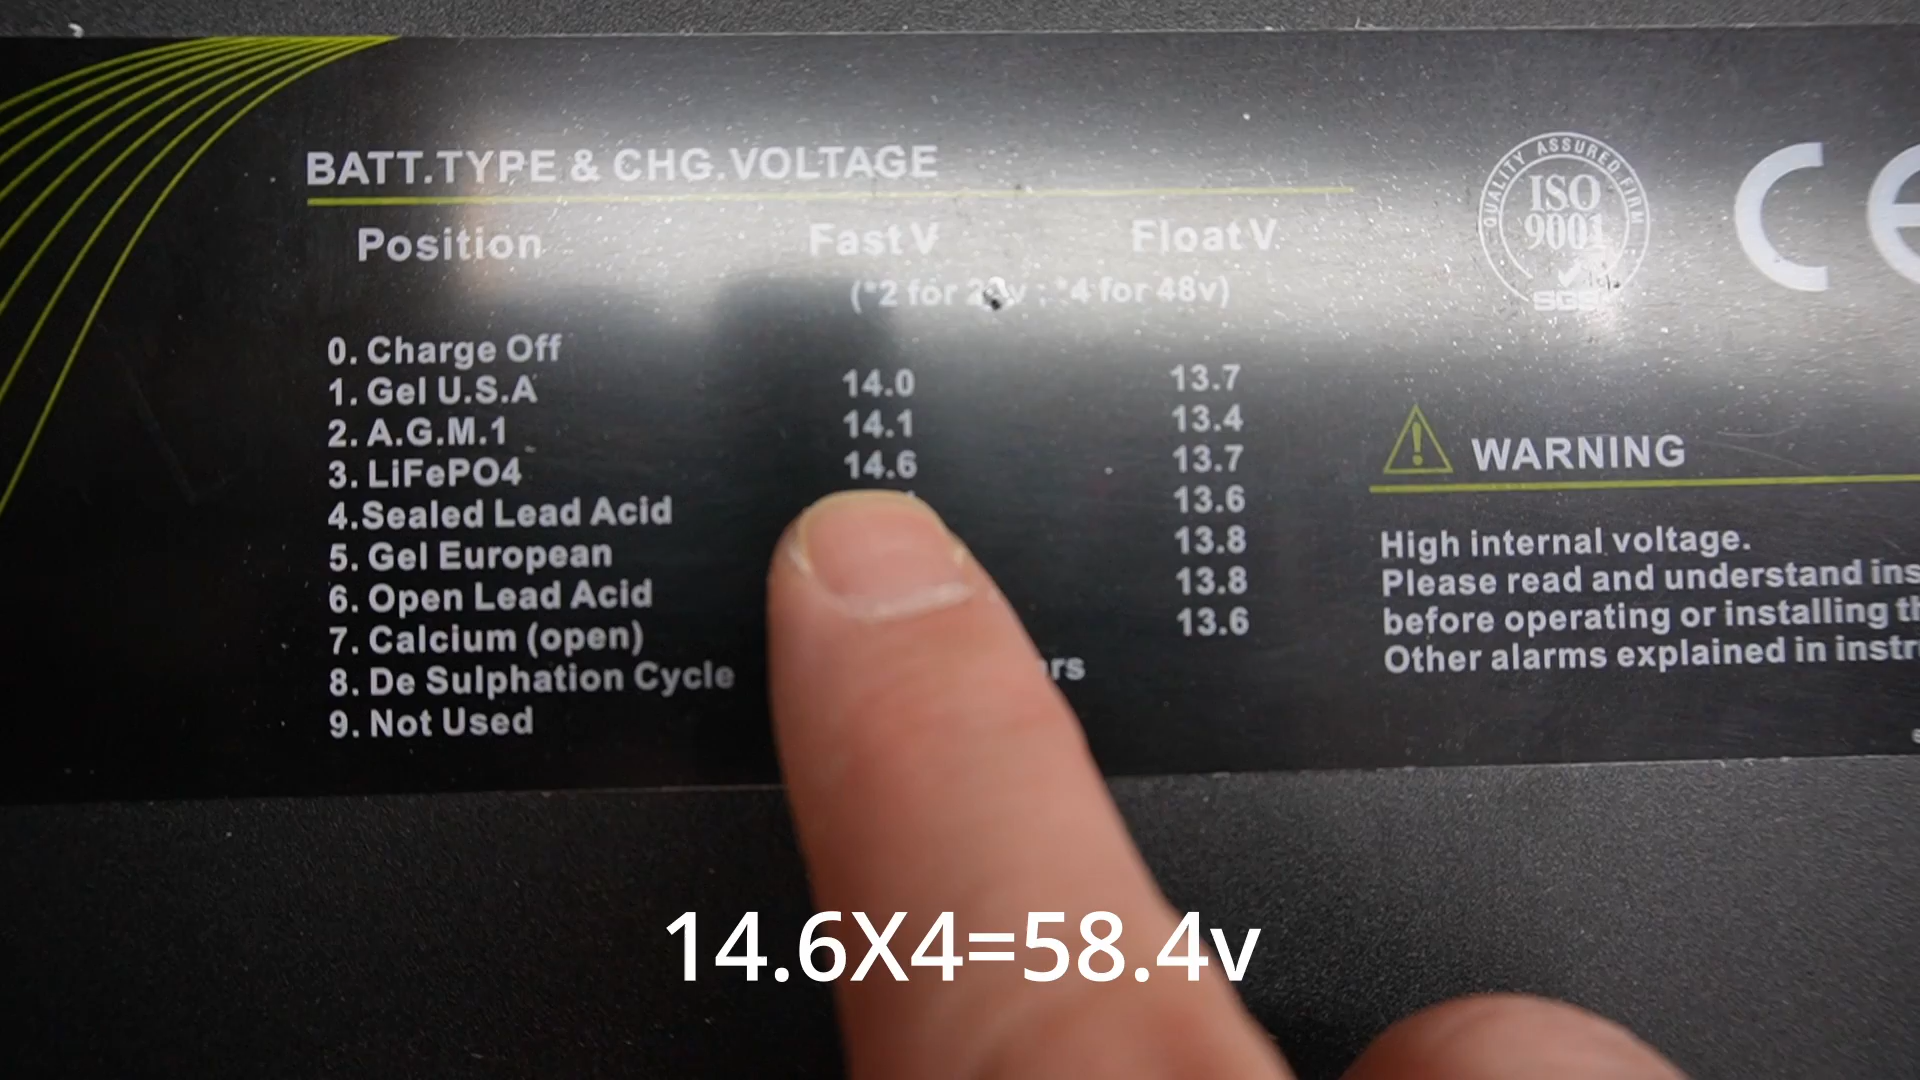 BATT.TYPE & CHG.VOLTAGE
Position Fast V Float V
(*2 for 24v ; *4 for 48v)
0. Charge Off
1. Gel U.S.A 14.0 13.7
2. A.G.M.1 14.1 13.4
3. LiFePO4 14.6 13.7
4.Sealed Lead Acid 13.6
5. Gel European 13.8
6. Open Lead Acid 13.8
7. Calcium (open) 13.6
8. De Sulphation Cycle
9. Not Used
QUALITY ASSURED FIRM
ISO
9001
SGS
CE
WARNING
High internal voltage.
Please read and understand
before operating or installing
Other alarms explained in
14.6X4=58.4v